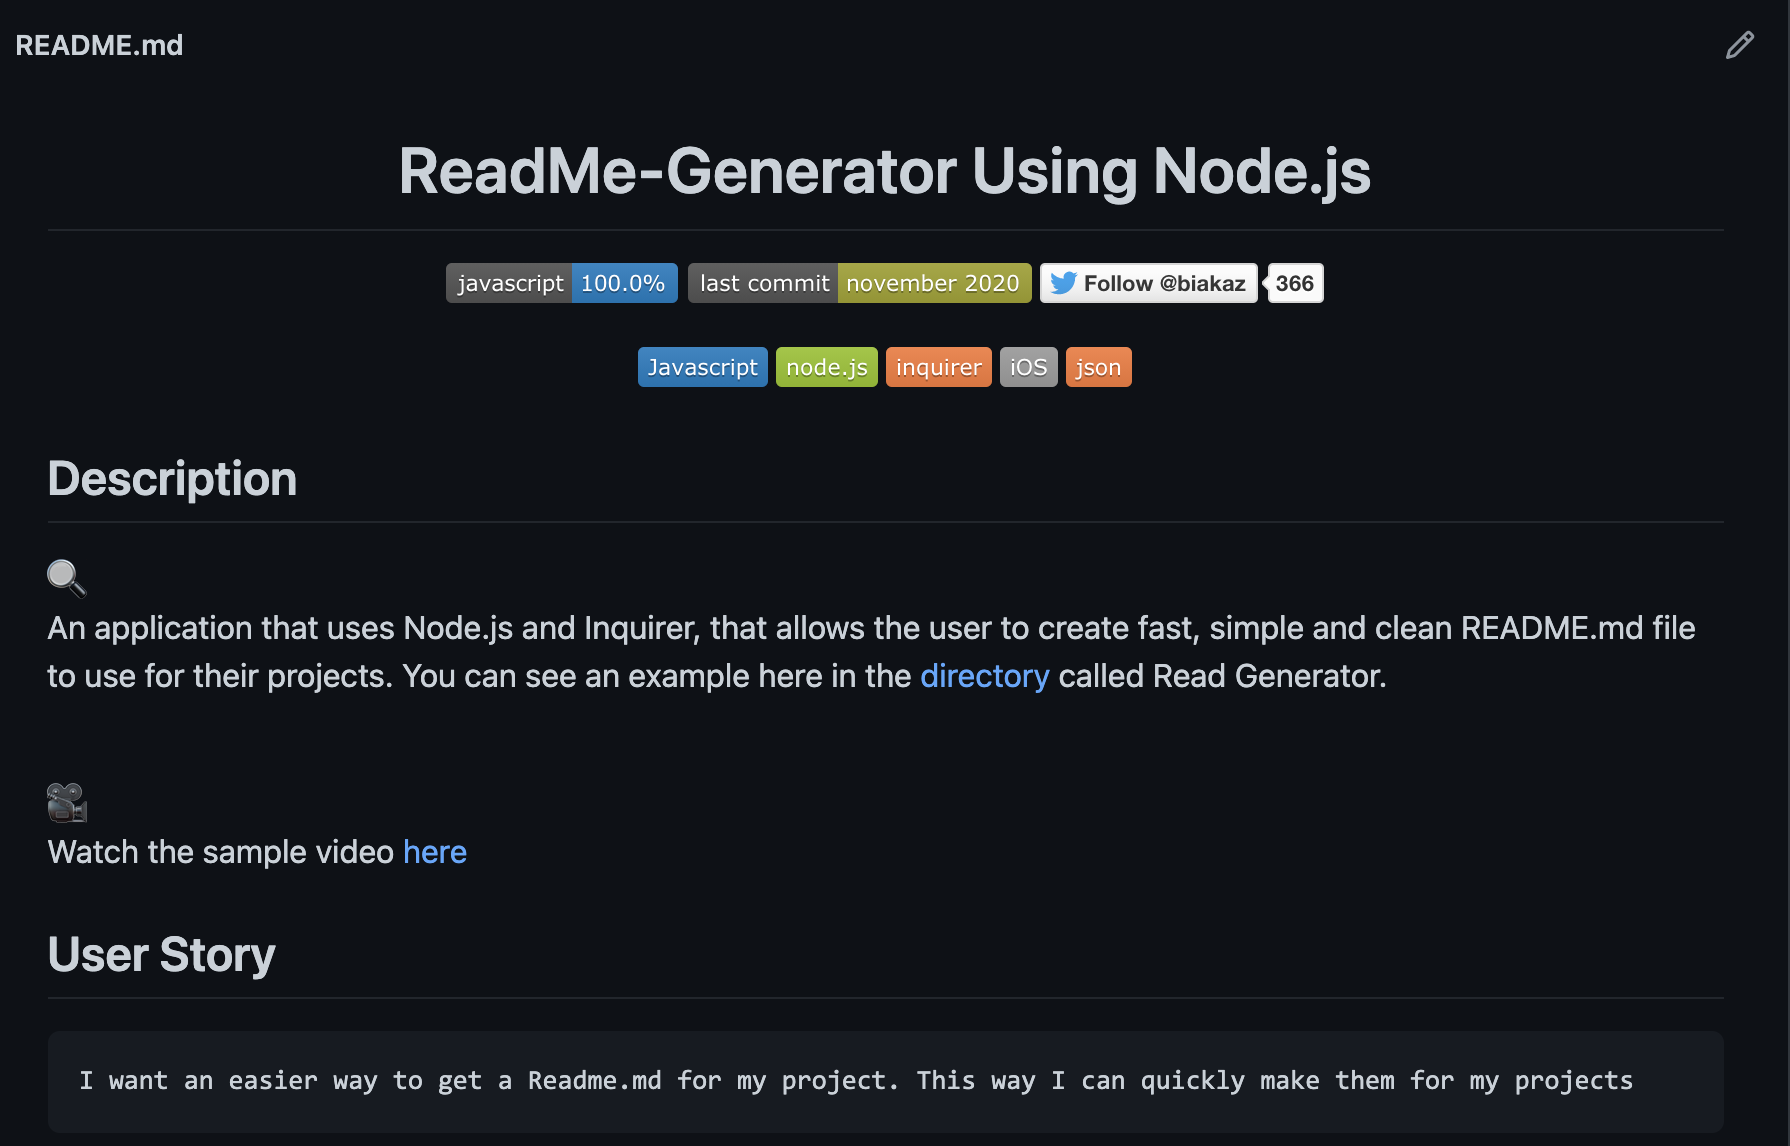 README.md
ReadMe-Generator Using Node.js
javascript 100.0% last commit november 2020 Follow @biakaz 366
Javascript node.js inquirer iOS json
Description
An application that uses Node.js and Inquirer, that allows the user to create fast, simple and clean README.md file
to use for their projects. You can see an example here in the directory called Read Generator.
Watch the sample video here
User Story
I want an easier way to get a Readme.md for my project. This way I can quickly make them for my projects